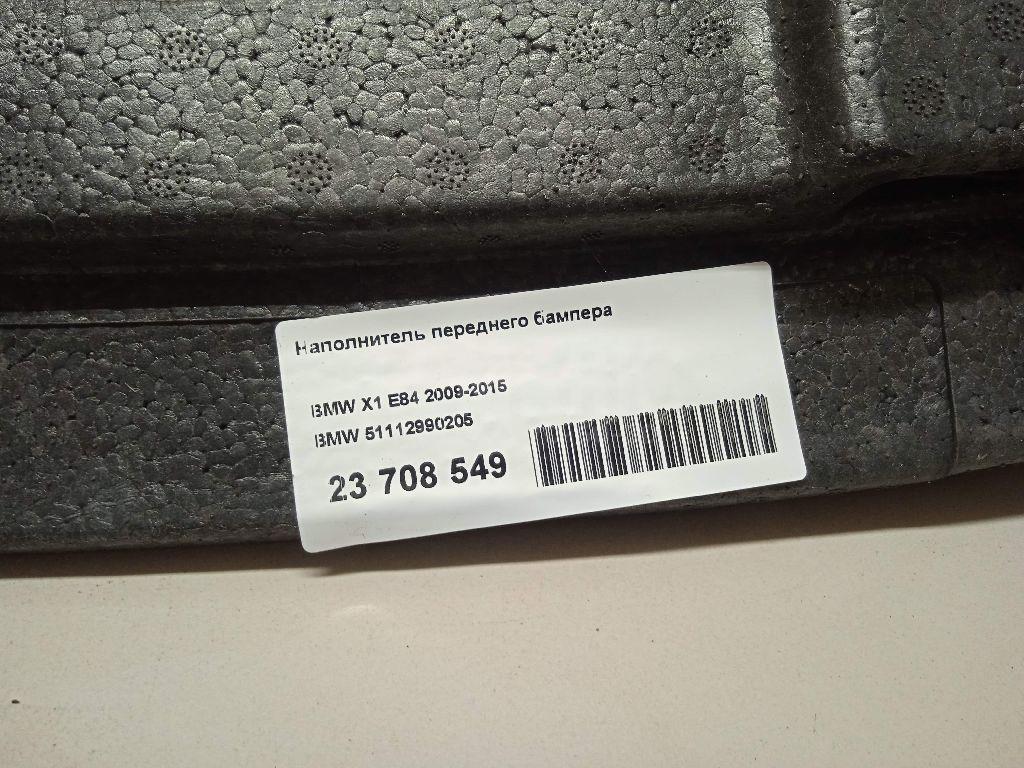 Наполнитель переднего бампера
BMW X1 E84 2009-2015
BMW 51112990205
23 708 549